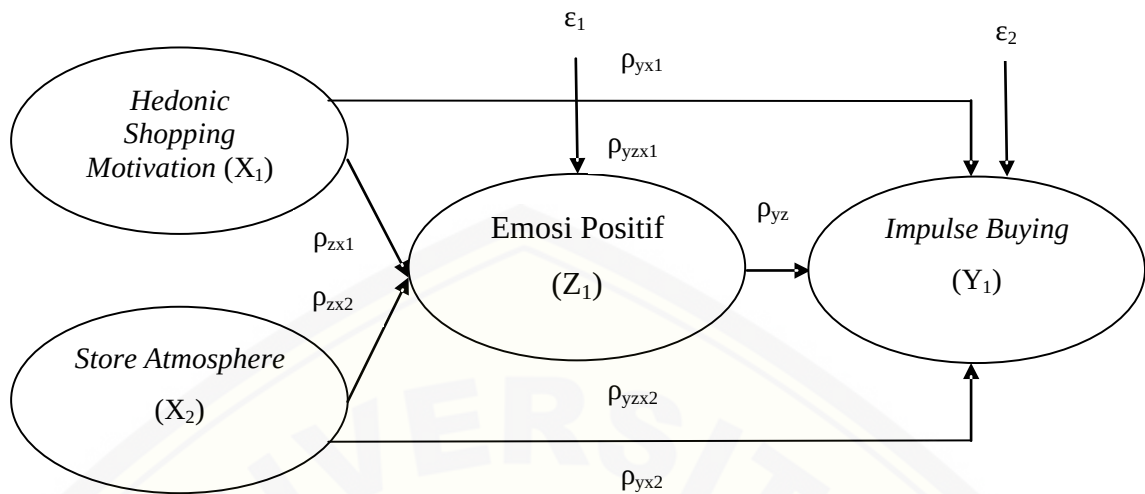 ε₁
ε₂
ρyx1
Hedonic
Shopping
Motivation (X₁)
ρyzx1
Emosi Positif
(Z₁)
ρyz
Impulse Buying
(Y₁)
ρzx1
ρzx2
Store Atmosphere
(X₂)
ρyzx2
ρyx2